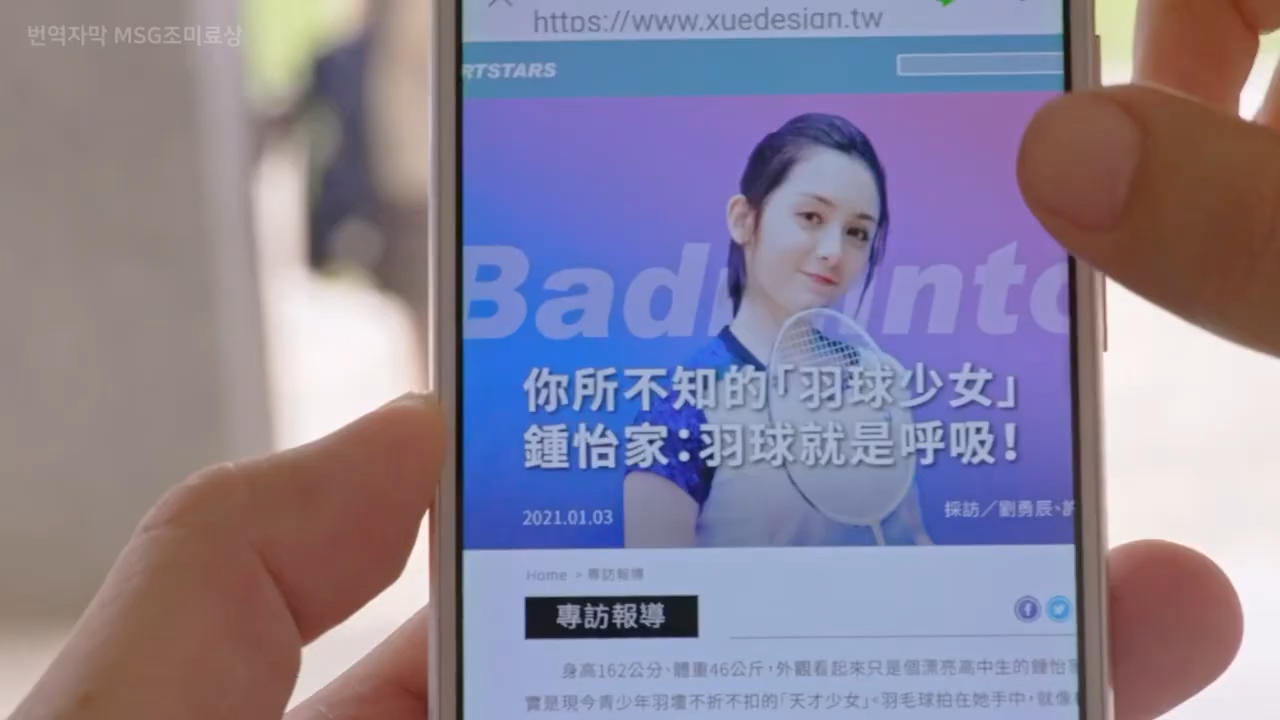 번역자막 MSG조미료상
https://www.xuedesign.tw
RTSTARS
Badminto
你所不知的「羽球少女」
鍾怡家:羽球就是呼吸!
2021.01.03
採訪／劉勇辰、許
Home > 專訪報導
專訪報導
身高162公分、體重46公斤,外觀看起來只是個漂亮高中生的鍾怡家
實是現今青少年羽壇不折不扣的「天才少女」。羽毛球拍在她手中,就像